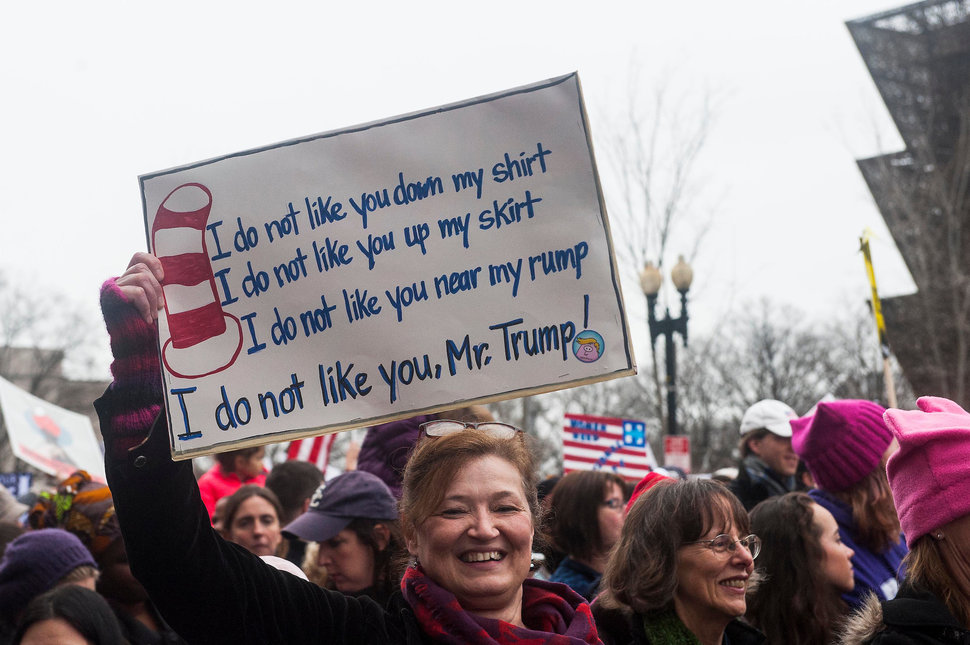 I do not like you down my shirt
I do not like you up my skirt
I do not like you near my rump
I do not like you, Mr. Trump!